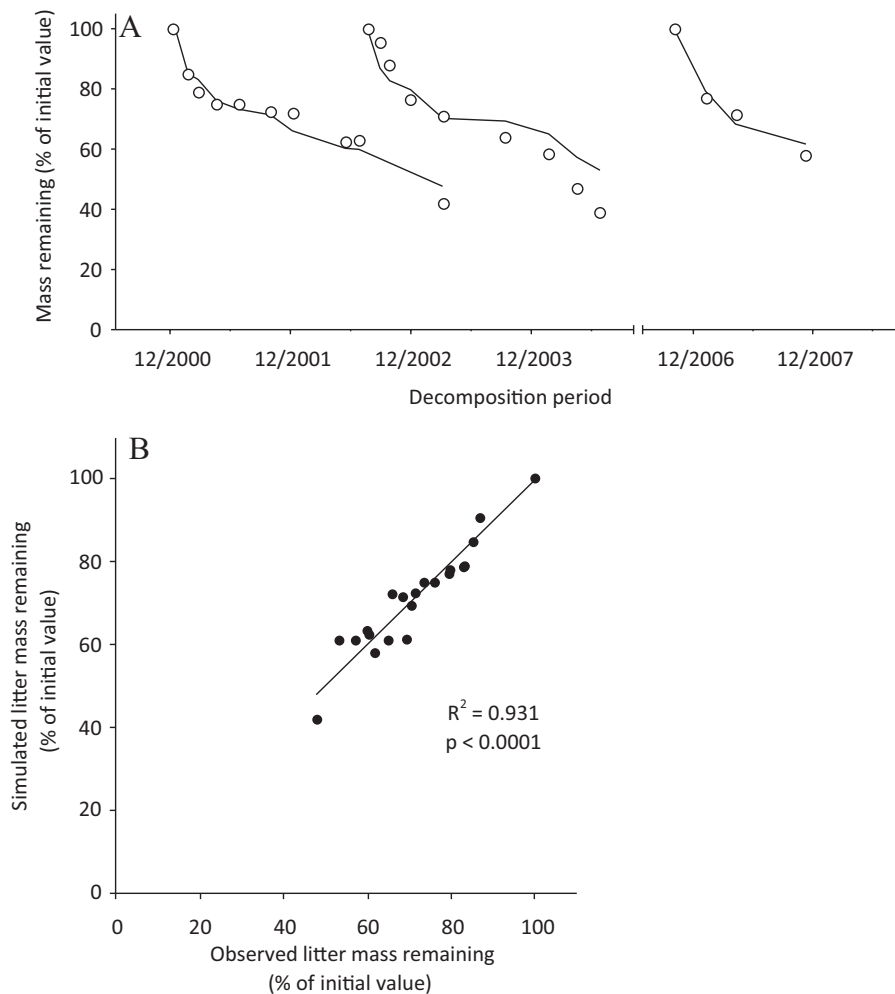 A
Mass remaining (% of initial value)
100
80
60
40
20
0
12/2000 12/2001 12/2002 12/2003 12/2006 12/2007
Decomposition period
B
Simulated litter mass remaining
(% of initial value)
100
80
60
40
20
0
R² = 0.931
p < 0.0001
0 20 40 60 80 100
Observed litter mass remaining
(% of initial value)